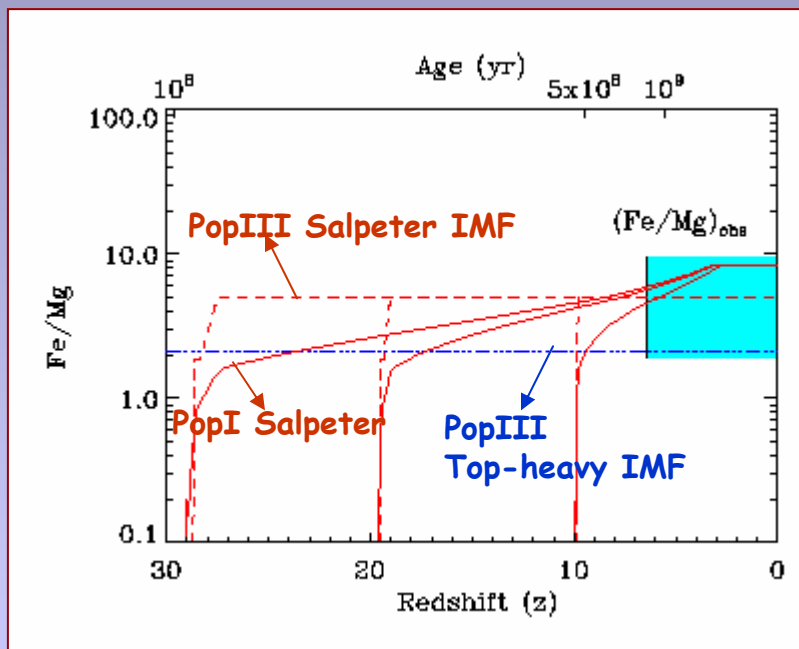 Age (yr)
10⁸ 5x10⁸ 10⁹
100.0
PopIII Salpeter IMF
(Fe/Mg)obs
10.0
Fe/Mg
1.0
PopI Salpeter
PopIII
Top-heavy IMF
0.1
30 20 10 0
Redshift (z)